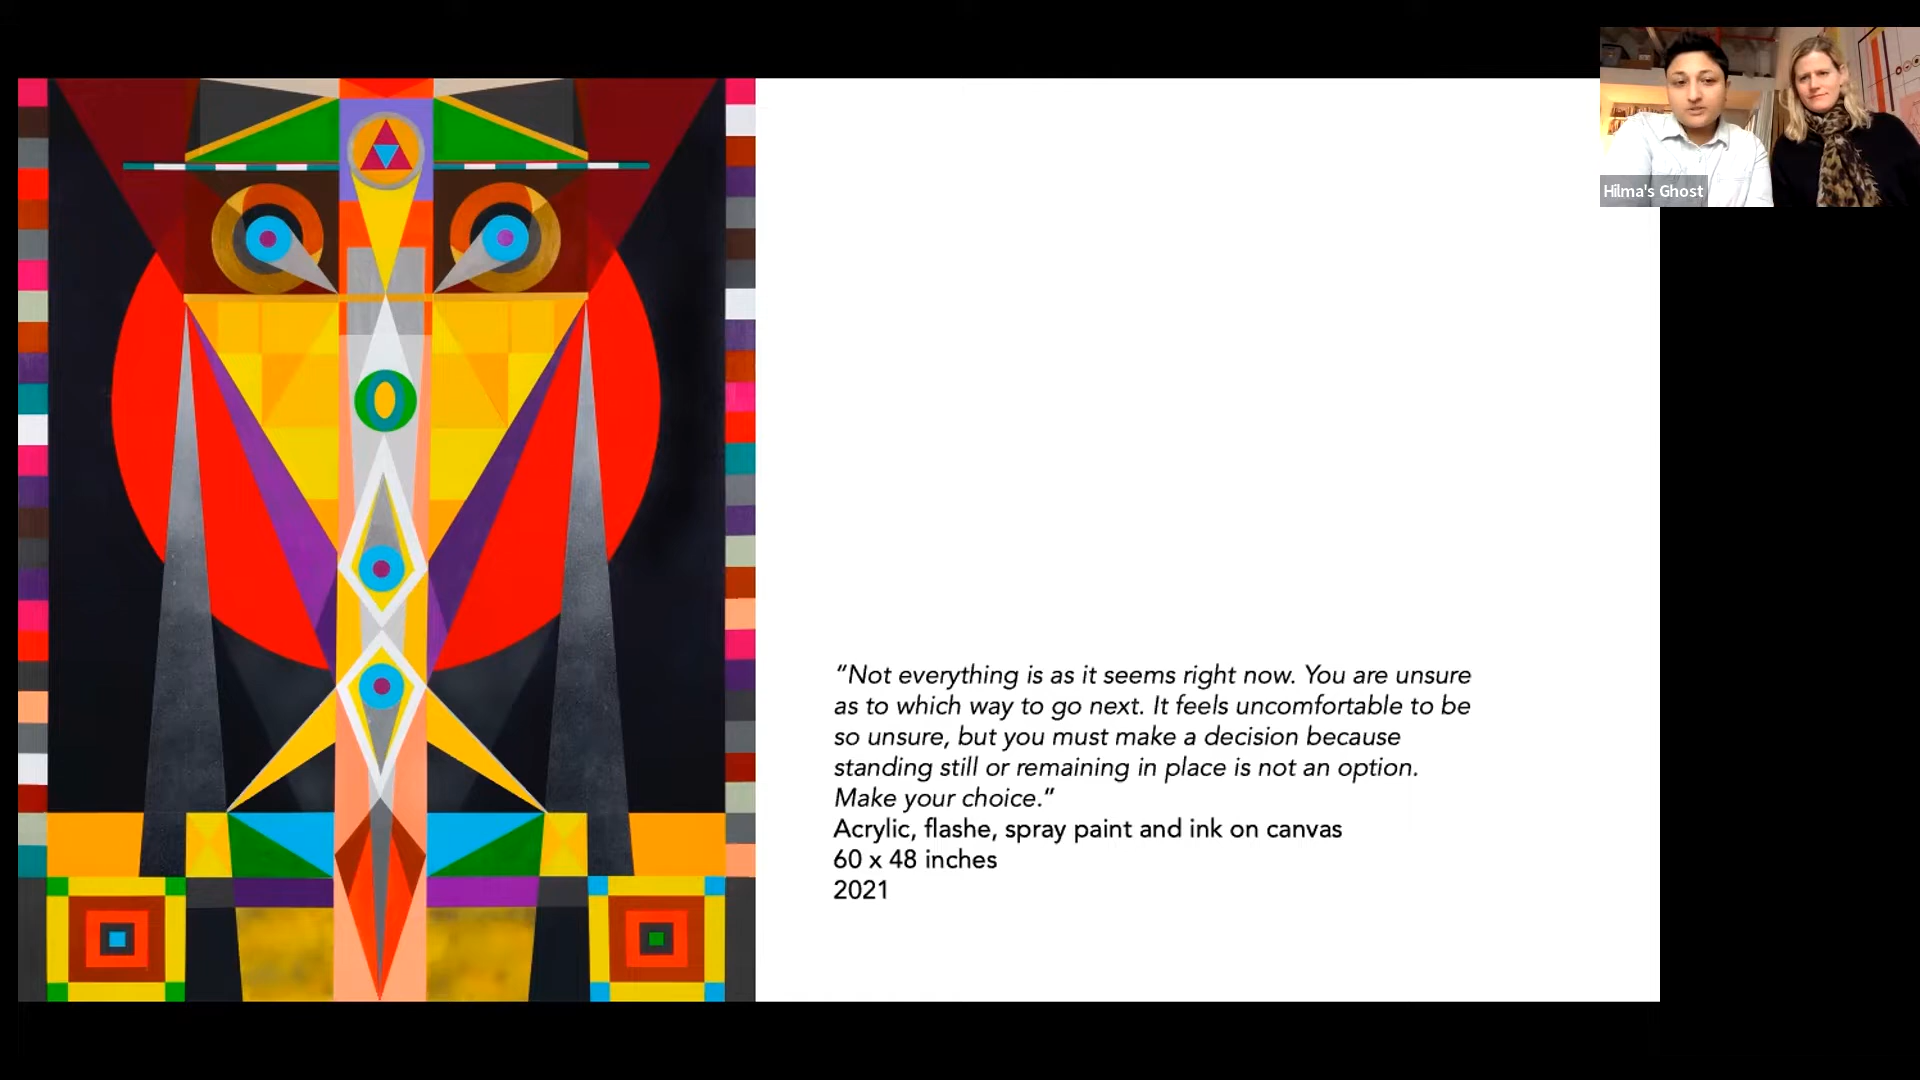 Hilma's Ghost
“Not everything is as it seems right now. You are unsure
as to which way to go next. It feels uncomfortable to be
so unsure, but you must make a decision because
standing still or remaining in place is not an option.
Make your choice.”
Acrylic, flashe, spray paint and ink on canvas
60 x 48 inches
2021